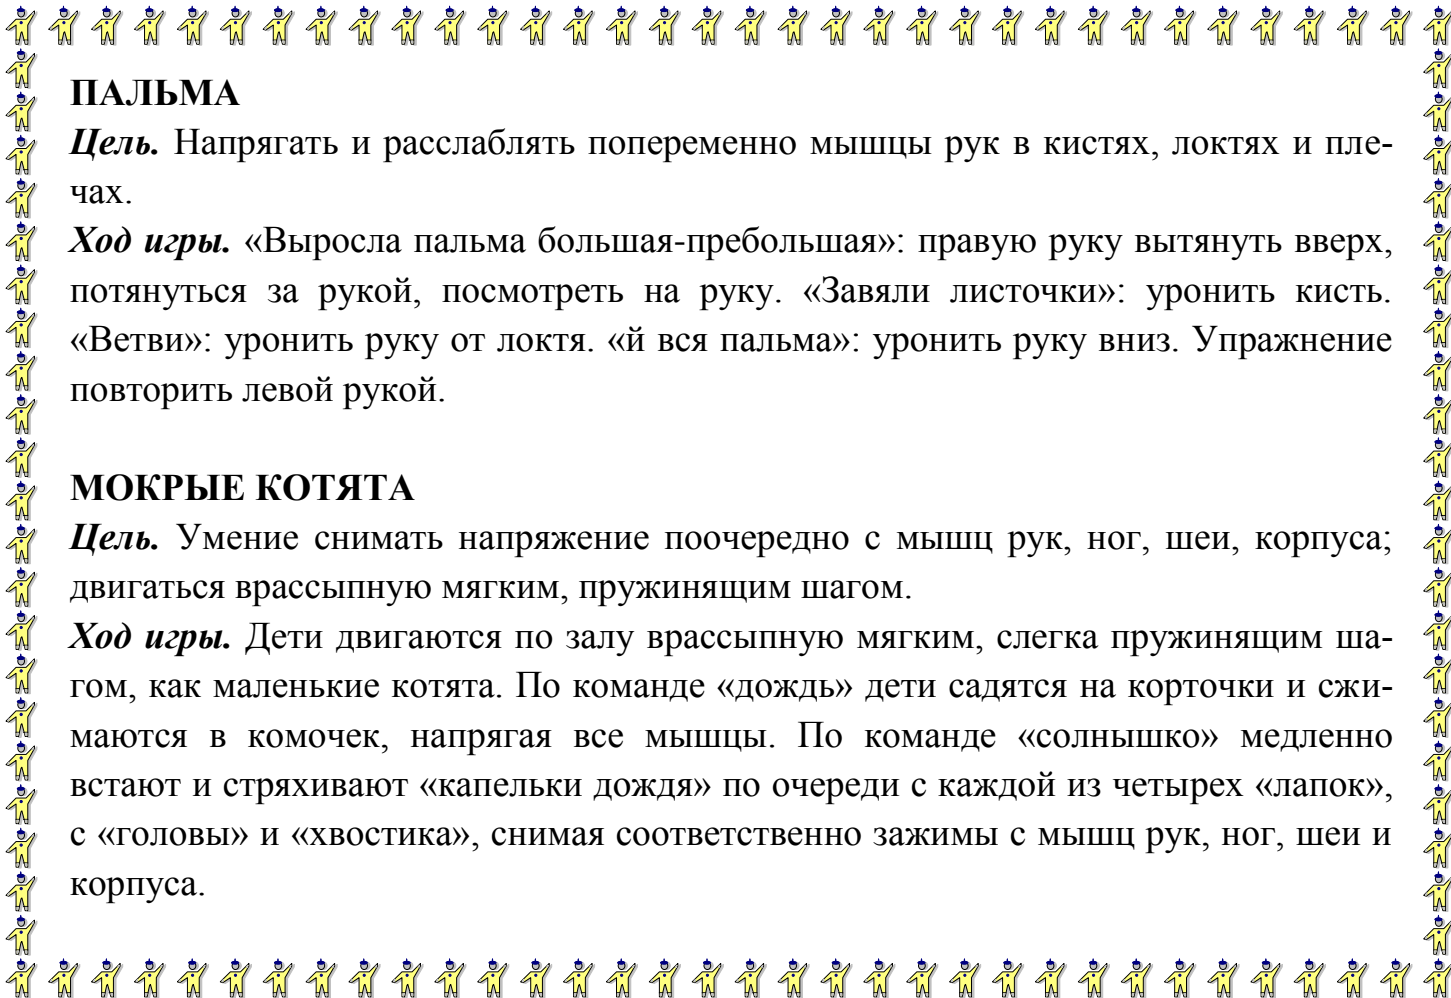 ПАЛЬМА
Цель. Напрягать и расслаблять попеременно мышцы рук в кистях, локтях и пле-
чах.
Ход игры. «Выросла пальма большая-пребольшая»: правую руку вытянуть вверх,
потянуться за рукой, посмотреть на руку. «Завяли листочки»: уронить кисть.
«Ветви»: уронить руку от локтя. «й вся пальма»: уронить руку вниз. Упражнение
повторить левой рукой.
МОКРЫЕ КОТЯТА
Цель. Умение снимать напряжение поочередно с мышц рук, ног, шеи, корпуса;
двигаться врассыпную мягким, пружинящим шагом.
Ход игры. Дети двигаются по залу врассыпную мягким, слегка пружинящим ша-
гом, как маленькие котята. По команде «дождь» дети садятся на корточки и сжи-
маются в комочек, напрягая все мышцы. По команде «солнышко» медленно
встают и стряхивают «капельки дождя» по очереди с каждой из четырех «лапок»,
с «головы» и «хвостика», снимая соответственно зажимы с мышц рук, ног, шеи и
корпуса.